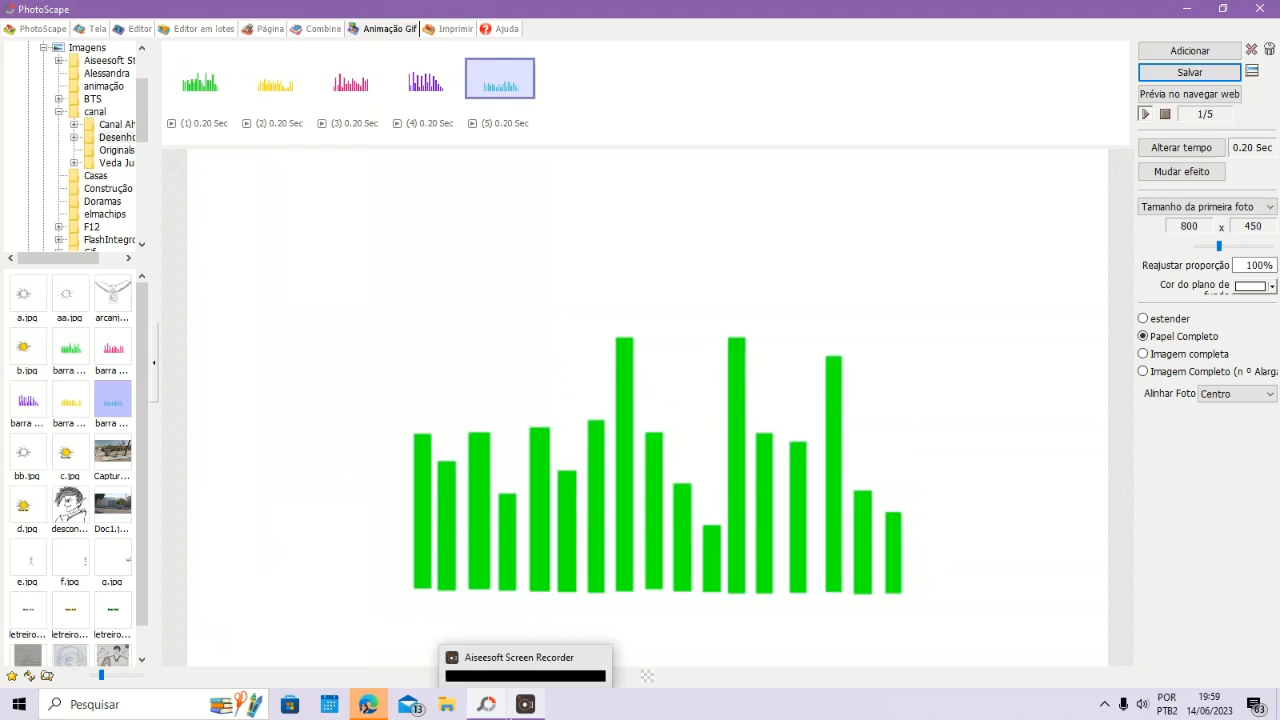 PhotoScape
PhotoScape
Tela
Editor
Editor em lotes
Página
Combine
Animação Gif
Imprimir
Ajuda
Imagens
Aiseesoft St
Alessandra
animação
BTS
canal
Canal Ah
Desenho
Originals
Veda Ju
Casas
Construção
Doramas
elmachips
F12
FlashIntegro
a.jpg
aa.jpg
arcanj...
b.jpg
barra ...
barra ...
barra ...
barra ...
barra ...
bb.jpg
c.jpg
Captur...
d.jpg
descon...
Doc1.j...
e.jpg
f.jpg
g.jpg
letreiro...
letreiro...
letreiro...
(1) 0.20 Sec
(2) 0.20 Sec
(3) 0.20 Sec
(4) 0.20 Sec
(5) 0.20 Sec
Adicionar
Salvar
Prévia no navegar web
1/5
Alterar tempo
0.20 Sec
Mudar efeito
Tamanho da primeira foto
800 x 450
Reajustar proporção 100%
Cor do plano de
estender
Papel Completo
Imagem completa
Imagem Completo (n º Alarga
Alinhar Foto Centro
Aiseesoft Screen Recorder
Pesquisar
13
POR
PTB2
19:59
14/06/2023
63